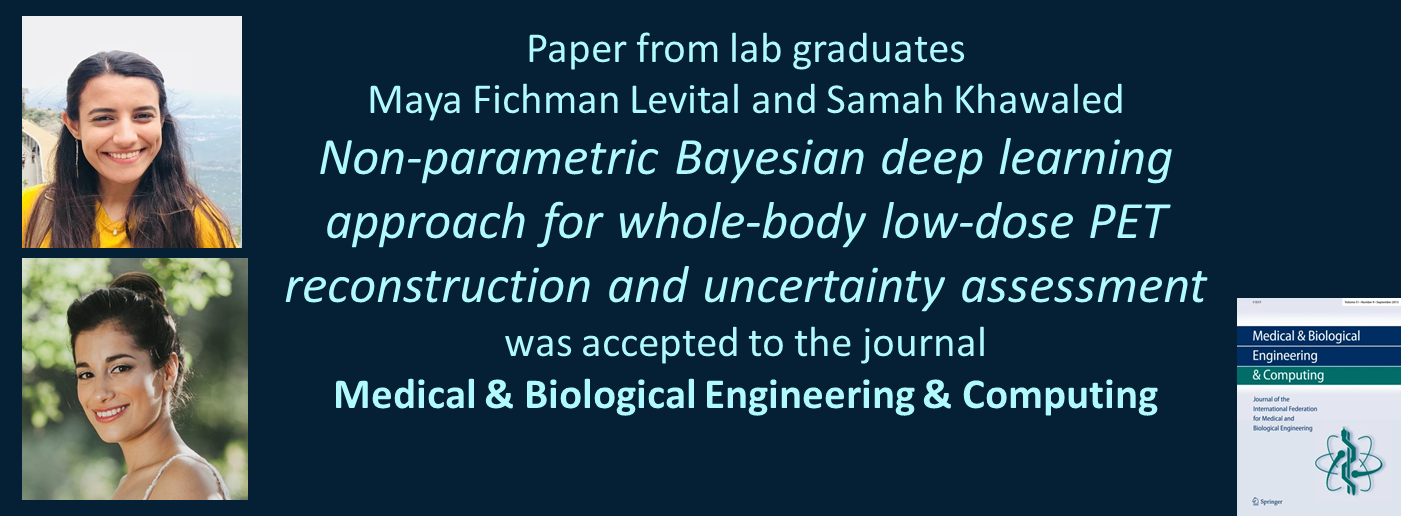 Paper from lab graduates
Maya Fichman Levital and Samah Khawaled
Non-parametric Bayesian deep learning
approach for whole-body low-dose PET
reconstruction and uncertainty assessment
was accepted to the journal
Medical & Biological Engineering & Computing
Medical & Biological
Engineering
& Computing
Journal of the
International Federation
for Medical and
Biological Engineering
Springer